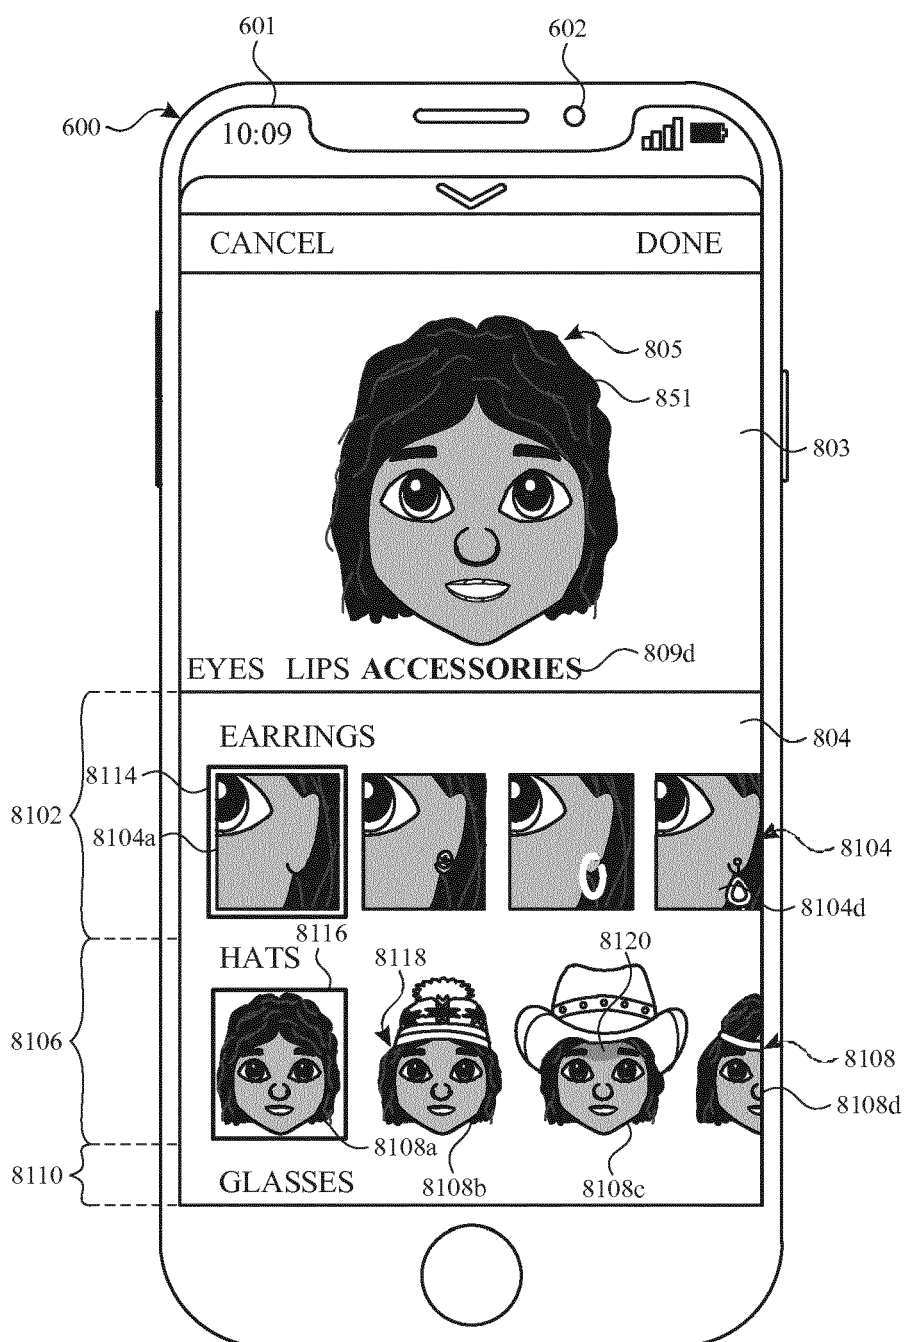 601
602
600
10:09
CANCEL DONE
805
851
803
EYES LIPS ACCESSORIES
809d
EARRINGS
804
8114
8102
8104a
8104
8104d
HATS
8116
8118
8120
8106
8108
8108d
8108a
8108b
8108c
8110
GLASSES